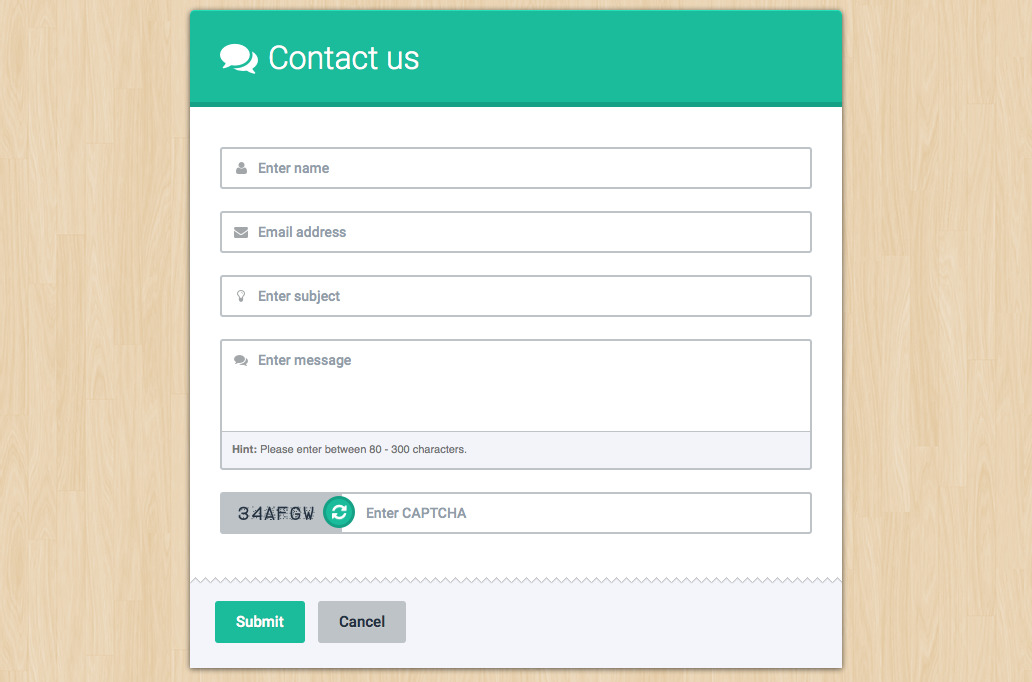 Contact us
Enter name
Email address
Enter subject
Enter message
Hint: Please enter between 80 - 300 characters.
34AFGW Enter CAPTCHA
Submit Cancel